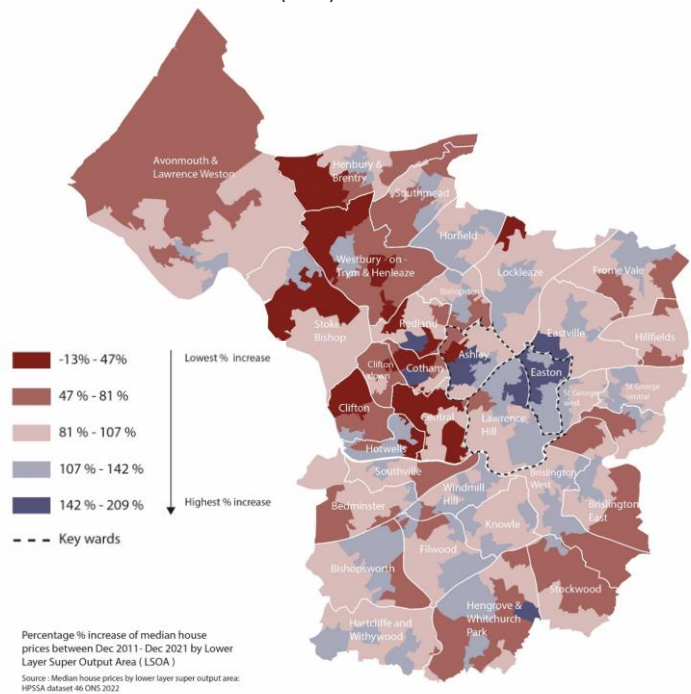 Avonmouth &
Lawrence Weston
Henbury &
Brentry
Southmead
Horfield
Westbury - on -
Trym & Henleaze
Lockleaze
Frome Vale
Bishopston
Stoke
Bishop
Redland
Eastville
Hillfields
Ashley
Clifton
down
Cotham
Easton
St George
west
St George
central
Clifton
Central
Lawrence
Hill
Hotwells
Southville
Brislington
West
Windmill
Hill
Bedminster
Brislington
East
Knowle
Filwood
Bishopsworth
Stockwood
Hengrove &
Whitchurch
Park
Hartcliffe and
Withywood
-13% - 47%
Lowest % increase
47 % - 81 %
81 % - 107 %
107 % - 142 %
142 % - 209 %
Highest % increase
Key wards
Percentage % increase of median house
prices between Dec 2011- Dec 2021 by Lower
Layer Super Output Area ( LSOA )
Source : Median house prices by lower layer super output area:
HPSSA dataset 46 ONS 2022